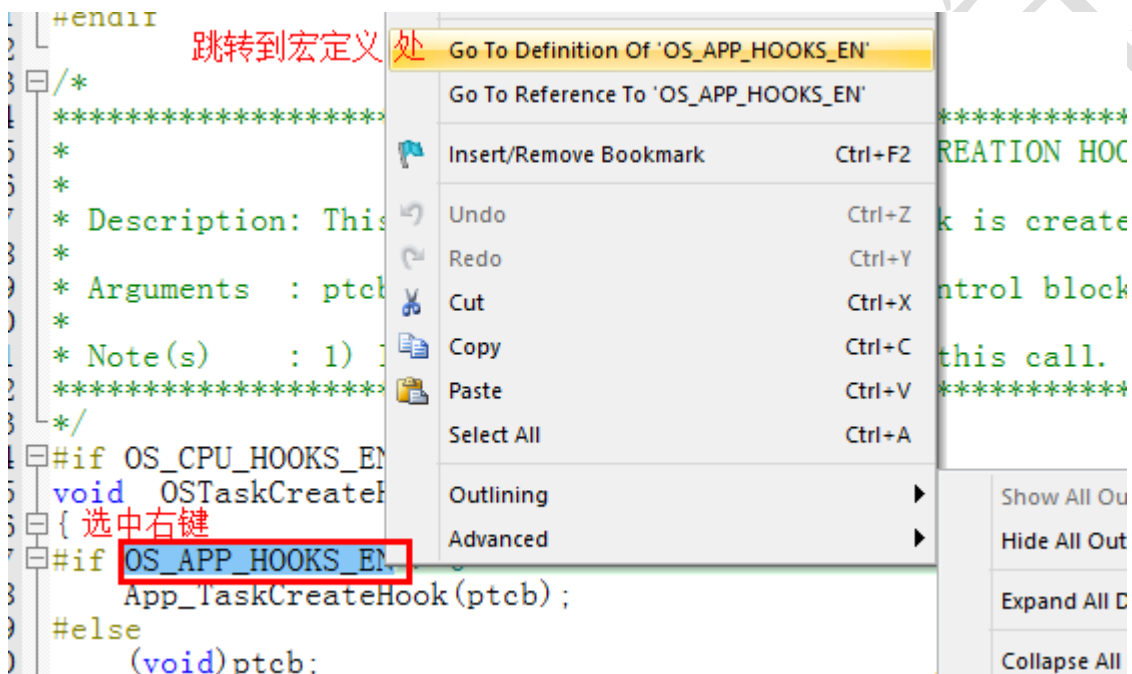 #endif
跳转到宏定义 处
Go To Definition Of 'OS_APP_HOOKS_EN'
/*
Go To Reference To 'OS_APP_HOOKS_EN'
*
Insert/Remove Bookmark Ctrl+F2
*
* Description: This
Undo Ctrl+Z
k is create
*
Redo Ctrl+Y
* Arguments : ptcb
Cut Ctrl+X
ntrol block
*
* Note(s) : 1)
Copy Ctrl+C
this call.
Paste Ctrl+V
*/
Select All Ctrl+A
#if OS_CPU_HOOKS_EN
void OSTaskCreateH
Outlining
Show All Ou
{ 选中右键
Advanced
Hide All Out
#if OS_APP_HOOKS_EN
App_TaskCreateHook(ptcb);
Expand All D
#else
(void)ptcb;
Collapse All